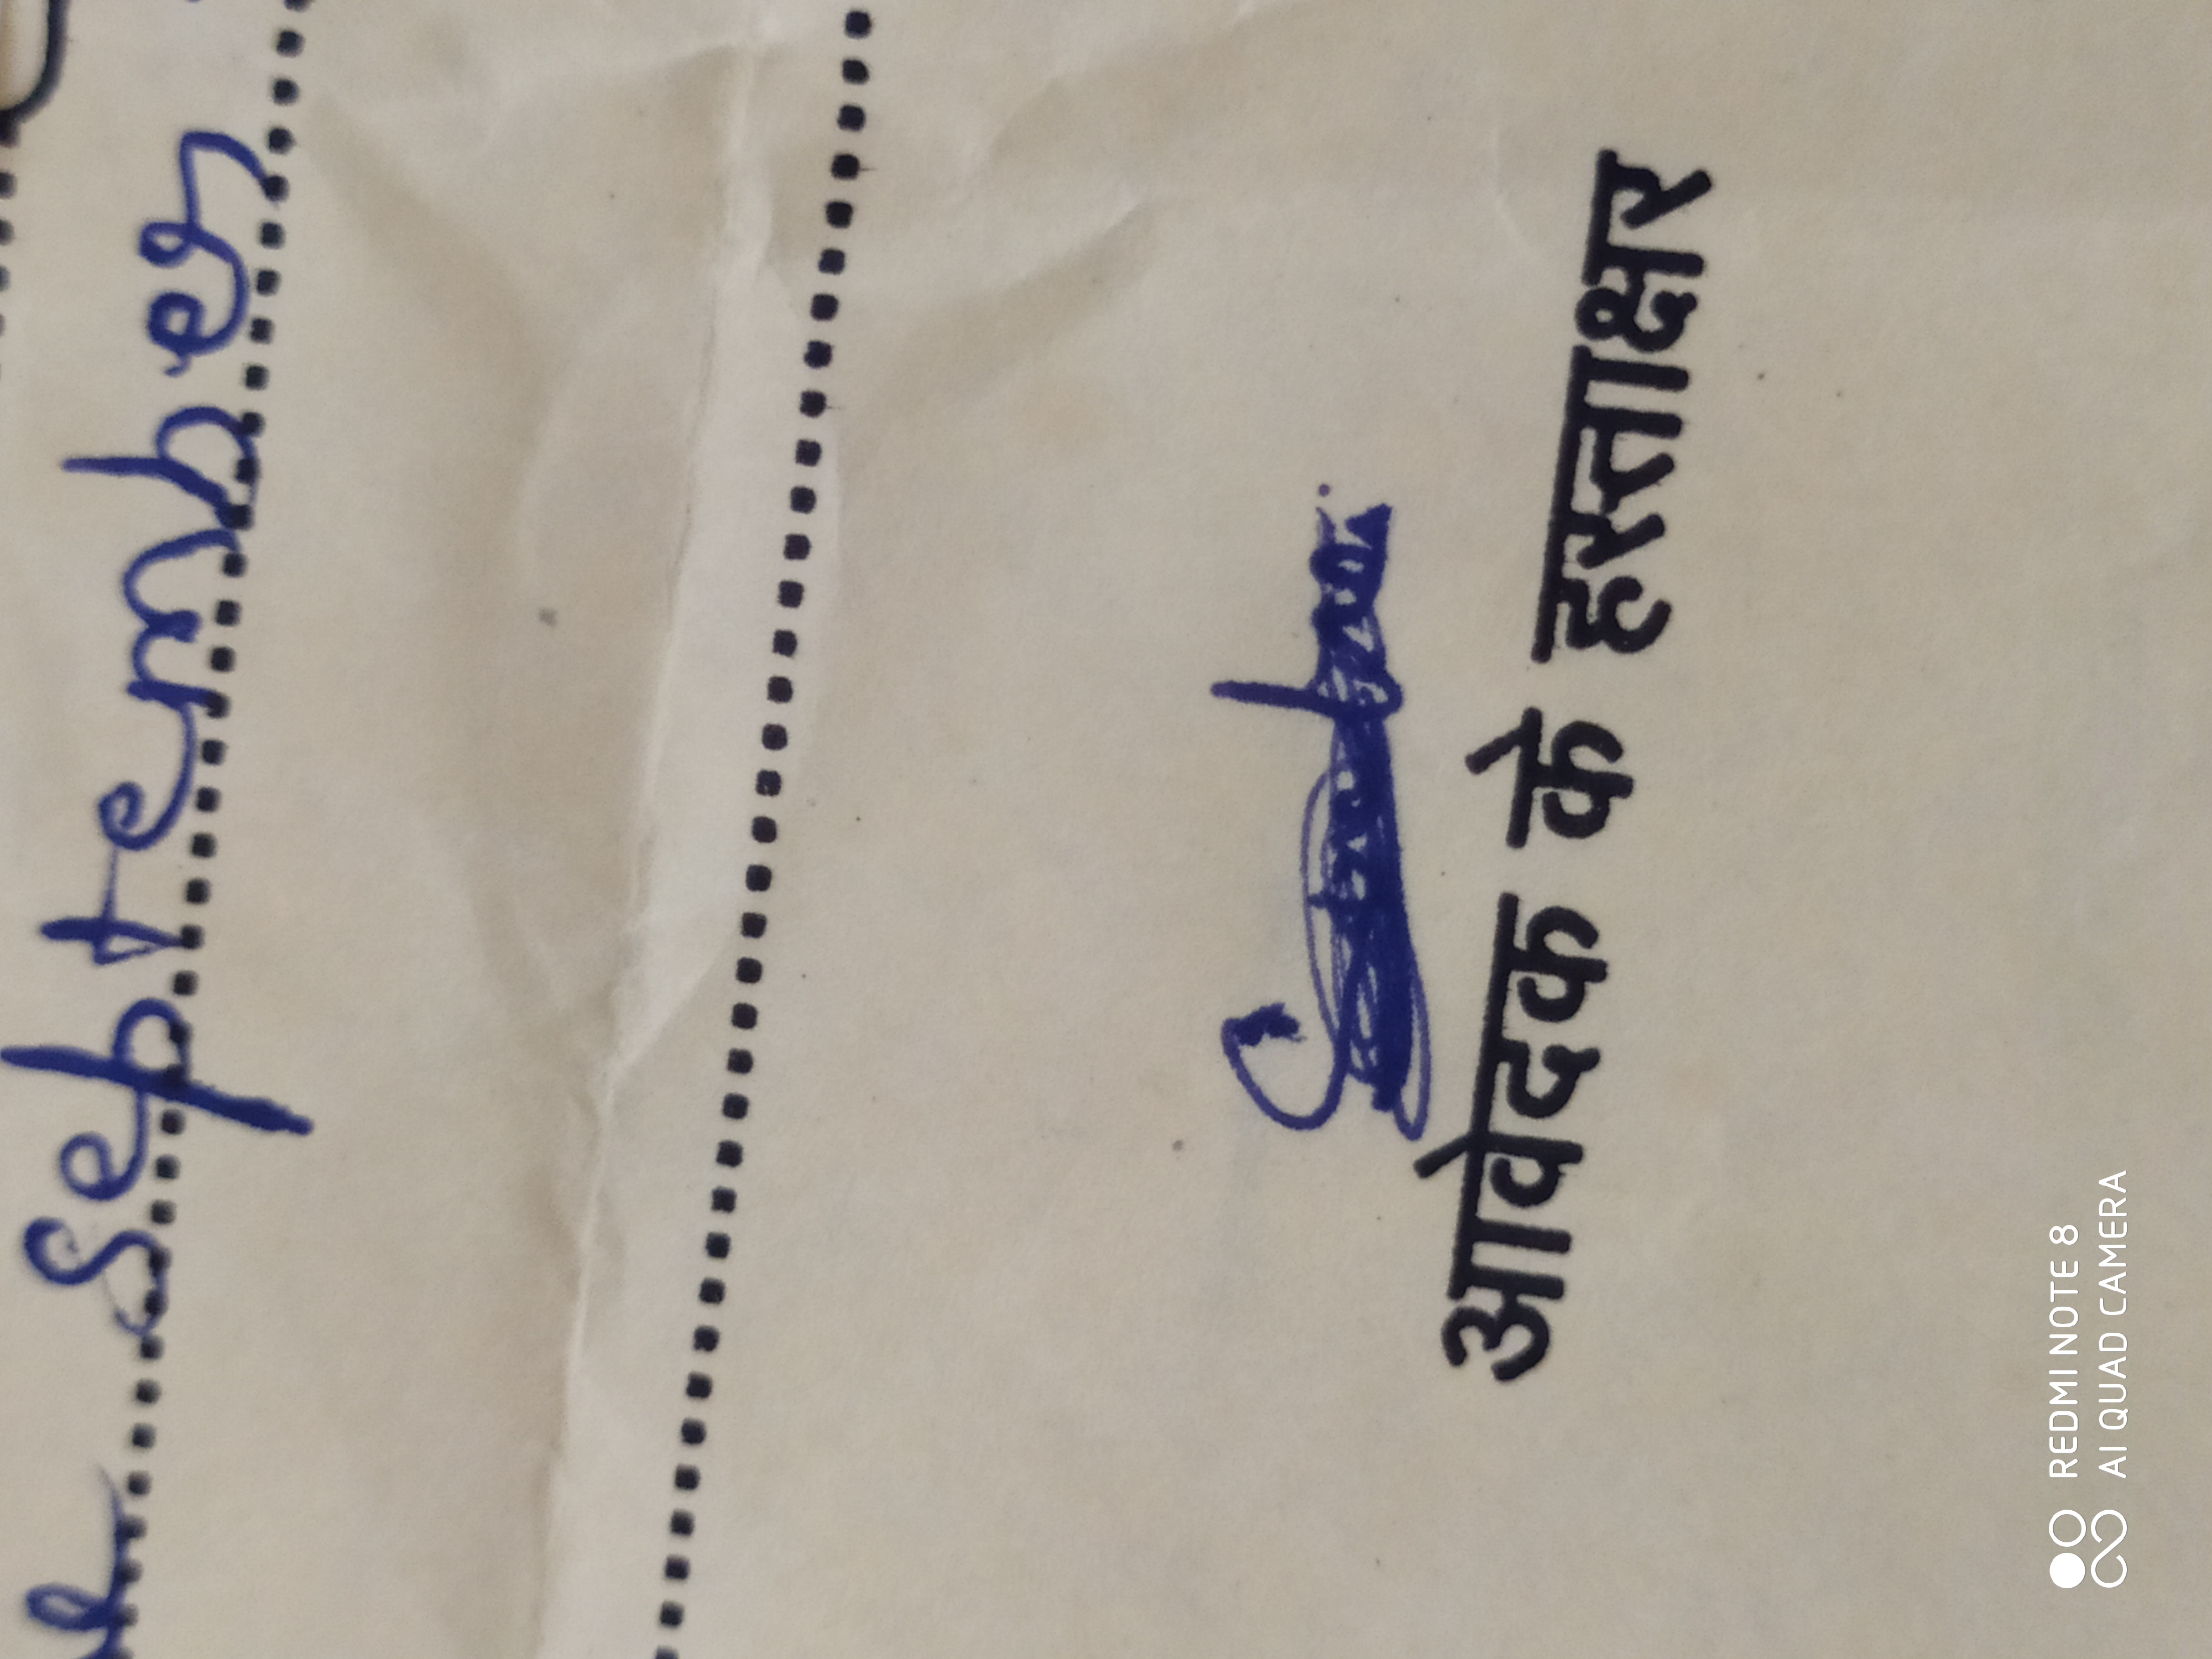 September
आवेदक के हस्ताक्षर
REDMI NOTE 8
AI QUAD CAMERA